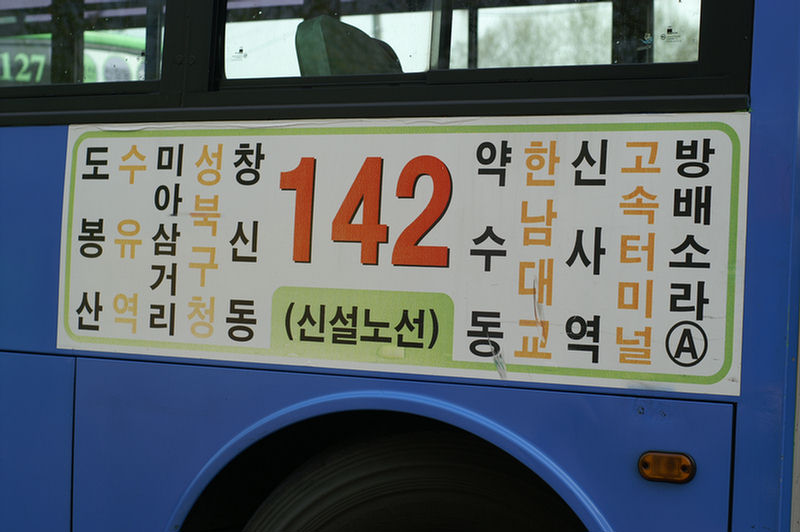 127
도봉산
수유역
미아삼거리
성북구청
창신동
142
(신설노선)
약수동
한남대교
신사역
고속터미널
방배소라Ⓐ